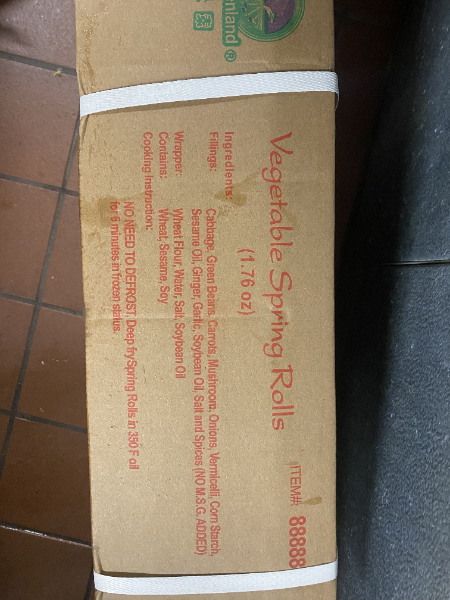 enland ®
Vegetable Spring Rolls
(1.76 oz)
ITEM#: 88888
Ingredients:
Fillings: Cabbage, Green Beans, Carrots, Mushroom, Onions, Vermicelli, Corn Starch,
Sesame Oil, Ginger, Garlic, Soybean Oil, Salt and Spices (NO M.S.G. ADDED)
Wrapper: Wheat Flour, Water, Salt, Soybean Oil
Contains: Wheat, Sesame, Soy
Cooking Instruction:
NO NEED TO DEFROST, Deep fry Spring Rolls in 350 F oil
for 6 minutes in frozen status.